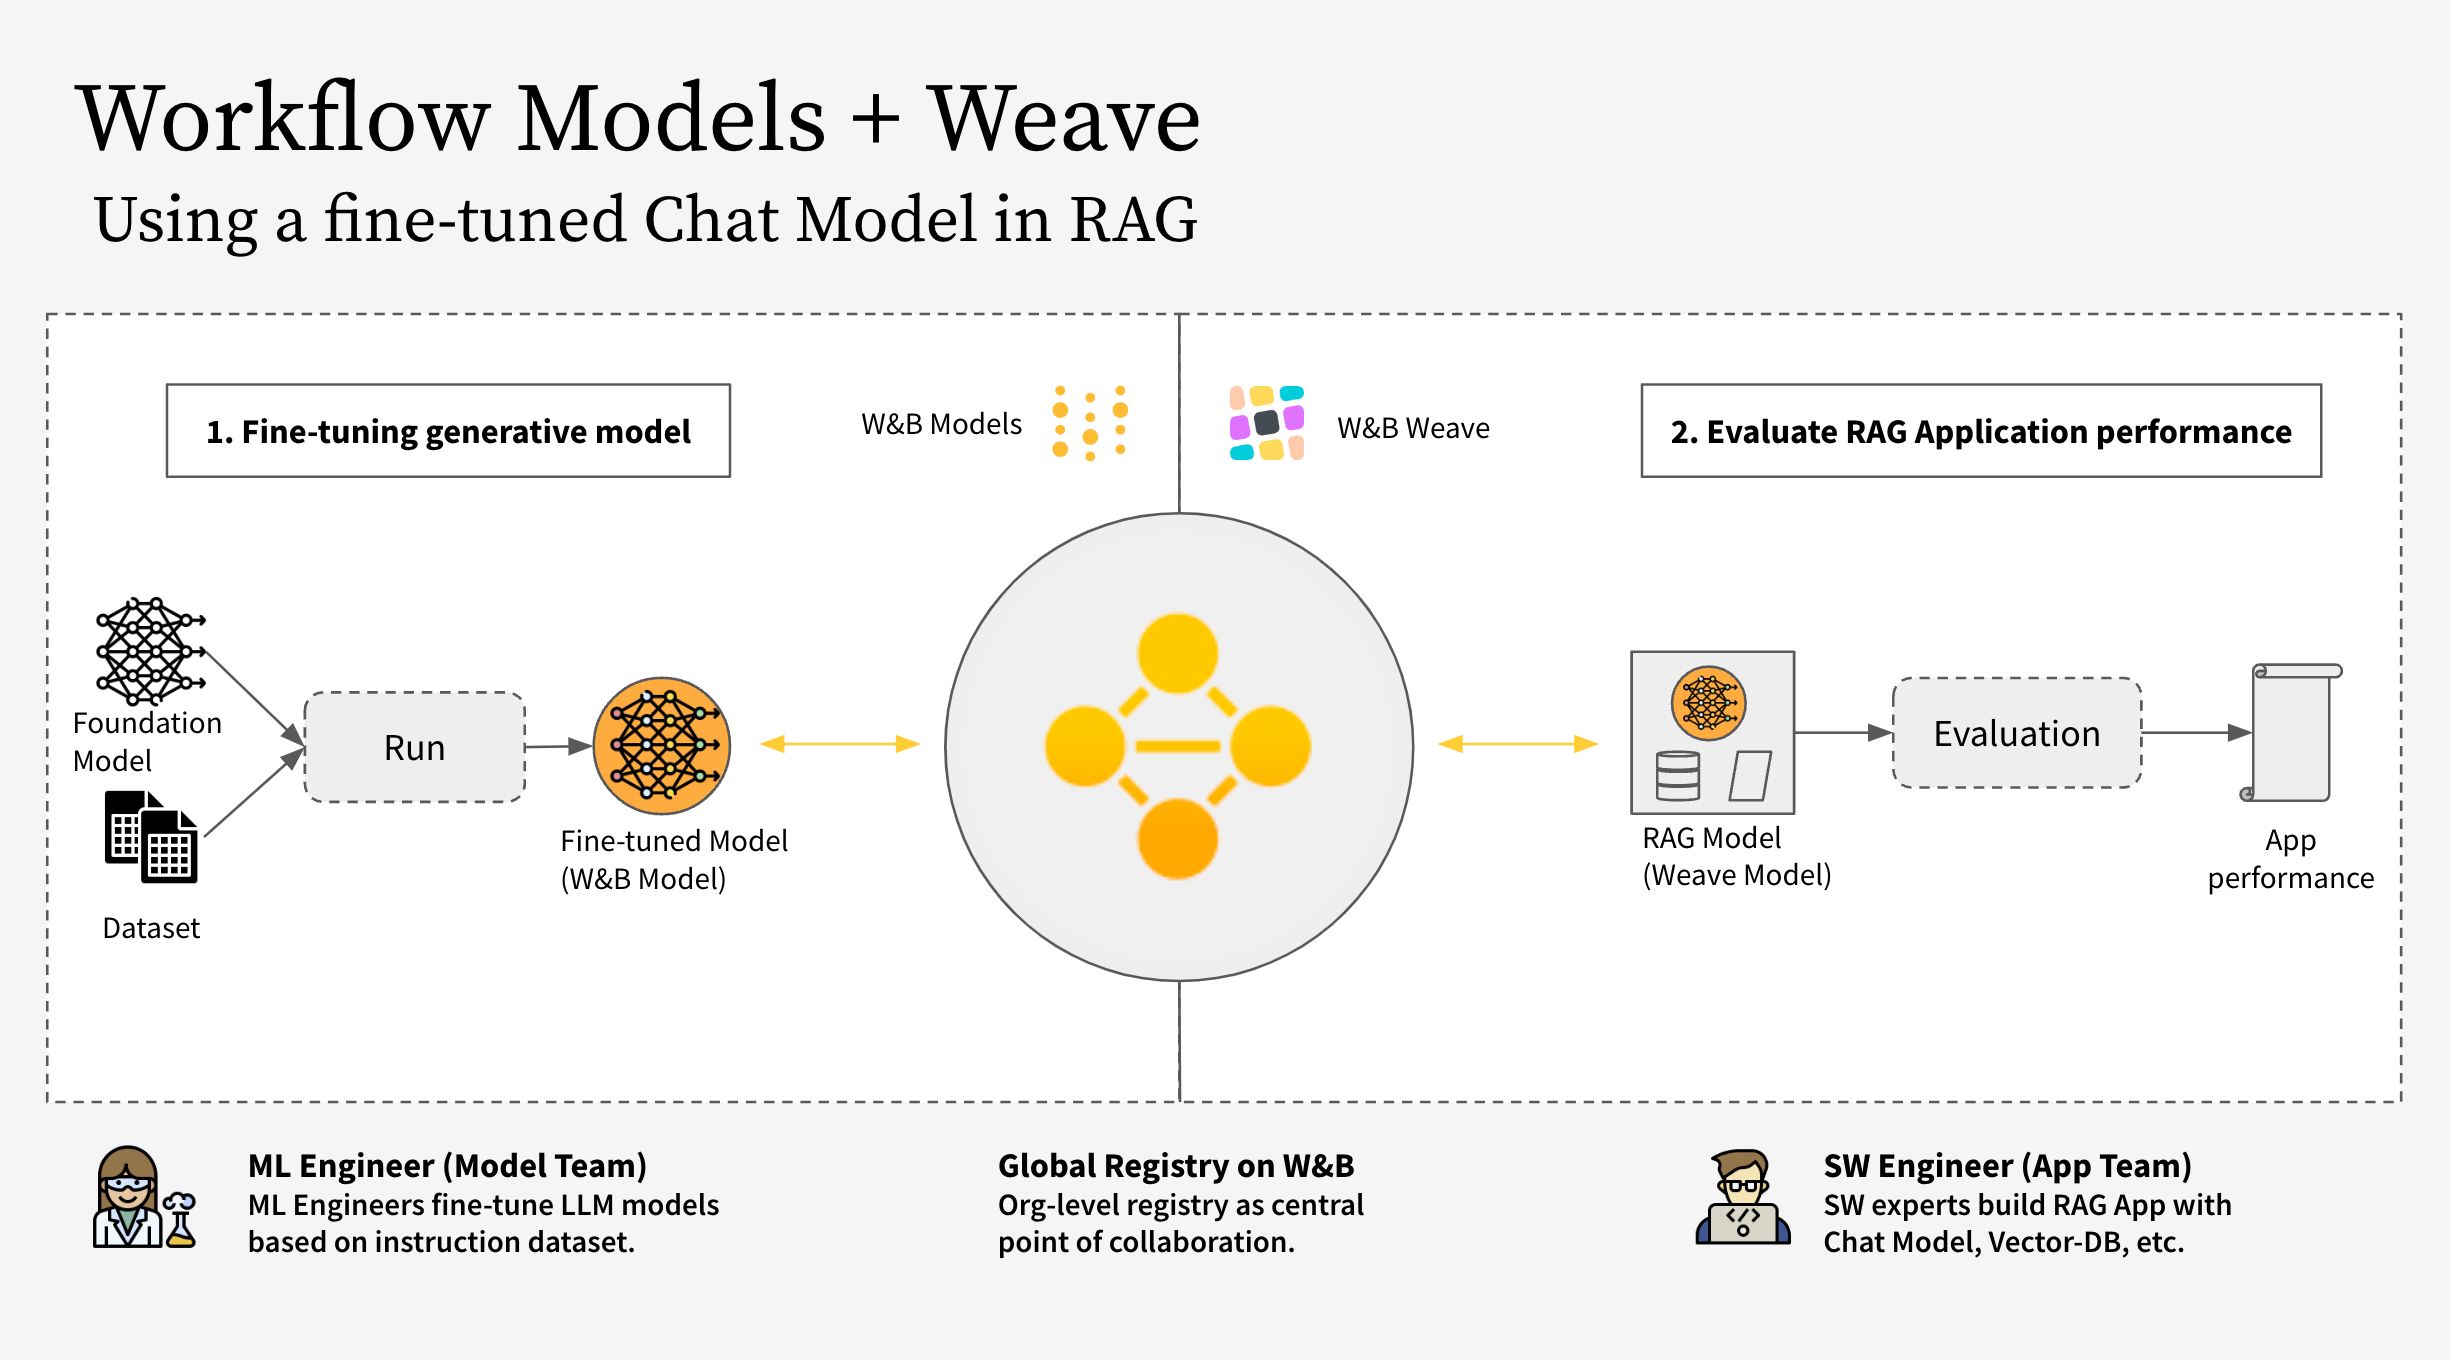 Workflow Models + Weave
Using a fine-tuned Chat Model in RAG
1. Fine-tuning generative model
W&B Models
W&B Weave
2. Evaluate RAG Application performance
Foundation
Model
Dataset
Run
Fine-tuned Model
(W&B Model)
RAG Model
(Weave Model)
Evaluation
App
performance
ML Engineer (Model Team)
ML Engineers fine-tune LLM models
based on instruction dataset.
Global Registry on W&B
Org-level registry as central
point of collaboration.
SW Engineer (App Team)
SW experts build RAG App with
Chat Model, Vector-DB, etc.